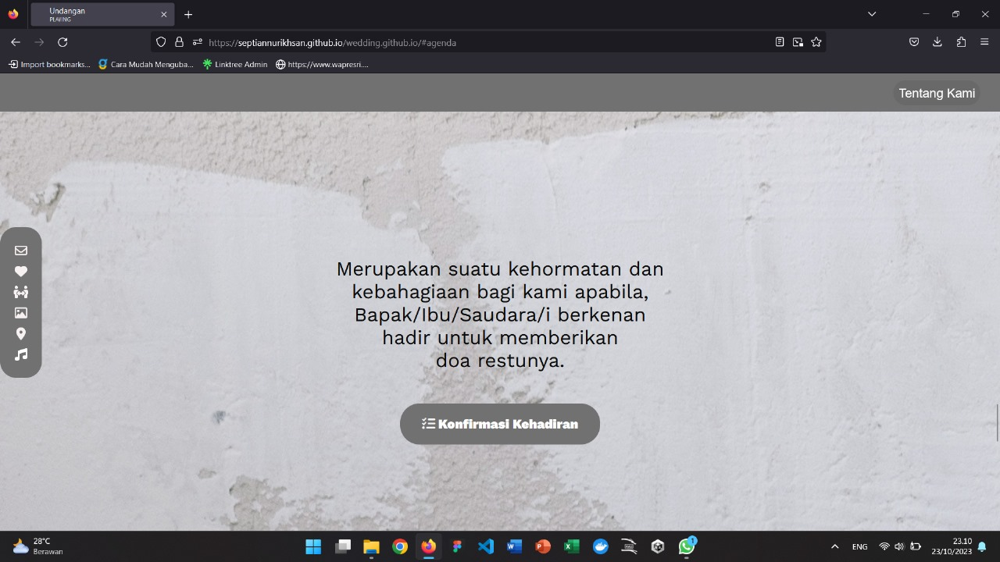 Undangan
PLAYING
https://septiannurikhsan.github.io/wedding.github.io/#agenda
Import bookmarks...
Cara Mudah Menguba...
Linktree Admin
https://www.wapresri....
Tentang Kami
Merupakan suatu kehormatan dan
kebahagiaan bagi kami apabila,
Bapak/Ibu/Saudara/i berkenan
hadir untuk memberikan
doa restunya.
Konfirmasi Kehadiran
28°C
Berawan
1
ENG
23.10
23/10/2023